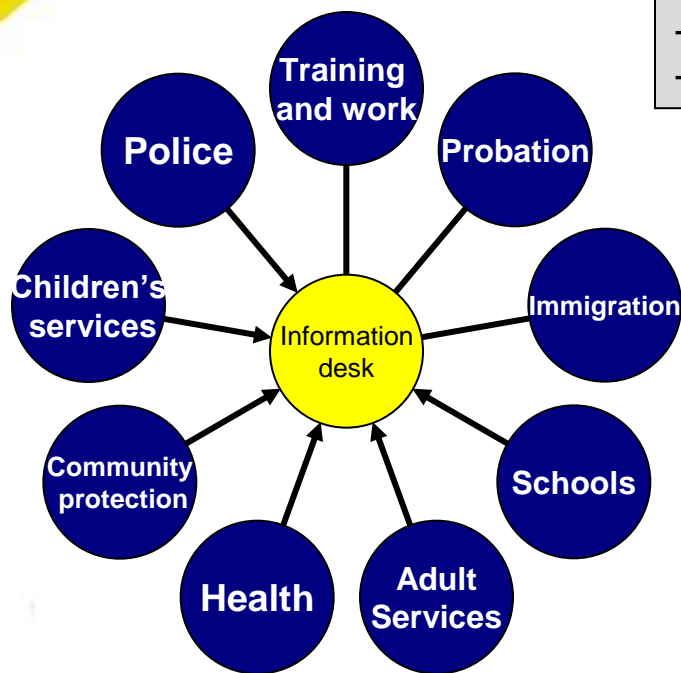 Training
and work
Police
Probation
Children's
services
Immigration
Information
desk
Community
protection
Schools
Health
Adult
Services